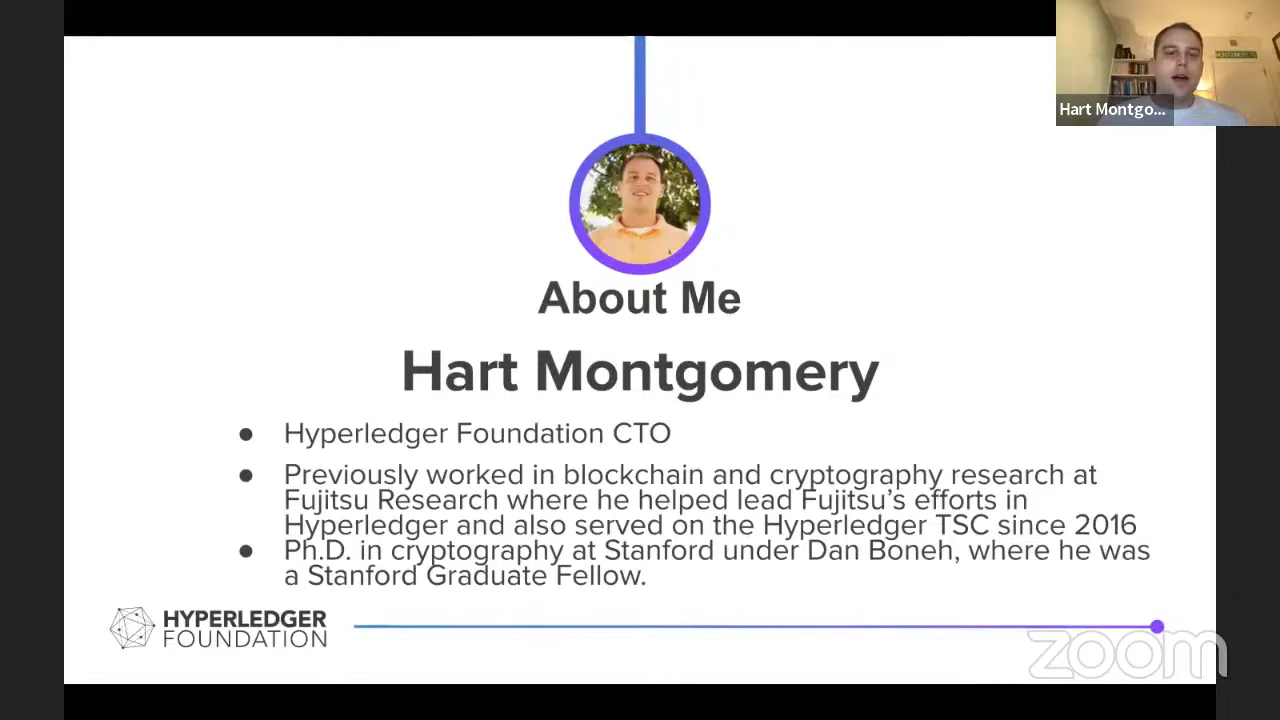 Hart Montgo...
About Me
Hart Montgomery
● Hyperledger Foundation CTO
● Previously worked in blockchain and cryptography research at
Fujitsu Research where he helped lead Fujitsu’s efforts in
Hyperledger and also served on the Hyperledger TSC since 2016
● Ph.D. in cryptography at Stanford under Dan Boneh, where he was
a Stanford Graduate Fellow.
HYPERLEDGER
FOUNDATION
zoom